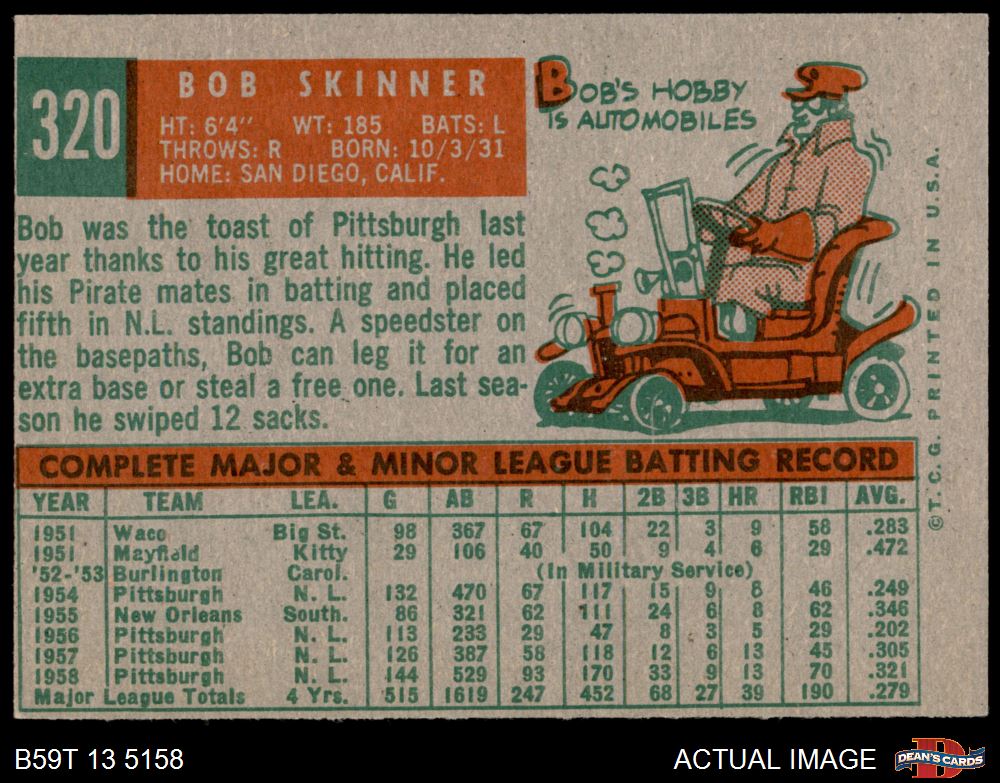 320
BOB SKINNER
HT: 6'4" WT: 185 BATS: L
THROWS: R BORN: 10/3/31
HOME: SAN DIEGO, CALIF.
BOB'S HOBBY
IS AUTOMOBILES
Bob was the toast of Pittsburgh last
year thanks to his great hitting. He led
his Pirate mates in batting and placed
fifth in N.L. standings. A speedster on
the basepaths, Bob can leg it for an
extra base or steal a free one. Last sea-
son he swiped 12 sacks.
COMPLETE MAJOR & MINOR LEAGUE BATTING RECORD
YEAR TEAM LEA. G AB R H 2B 3B HR RBI AVG.
1951 Waco Big St. 98 367 67 104 22 3 9 58 .283
1951 Mayfield Kitty 29 106 40 50 9 4 6 29 .472
'52-'53 Burlington Carol. (In Military Service)
1954 Pittsburgh N. L. 132 470 67 117 15 9 8 46 .249
1955 New Orleans South. 86 321 62 111 24 6 8 62 .346
1956 Pittsburgh N. L. 113 233 29 47 8 3 5 29 .202
1957 Pittsburgh N. L. 126 387 58 118 12 6 13 45 .305
1958 Pittsburgh N. L. 144 529 93 170 33 9 13 70 .321
Major League Totals 4 Yrs. 515 1619 247 452 68 27 39 190 .279
©T.C.G. PRINTED IN U.S.A.
B59T 13 5158
ACTUAL IMAGE
DEAN'S CARDS